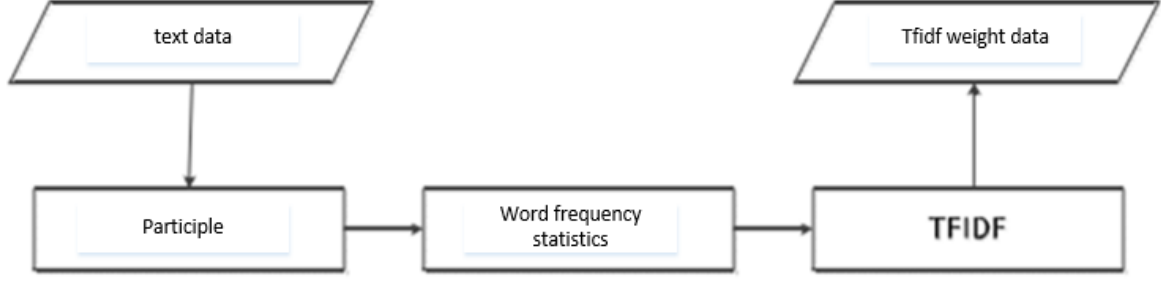 text data
Tfidf weight data
Participle
Word frequency
statistics
TFIDF